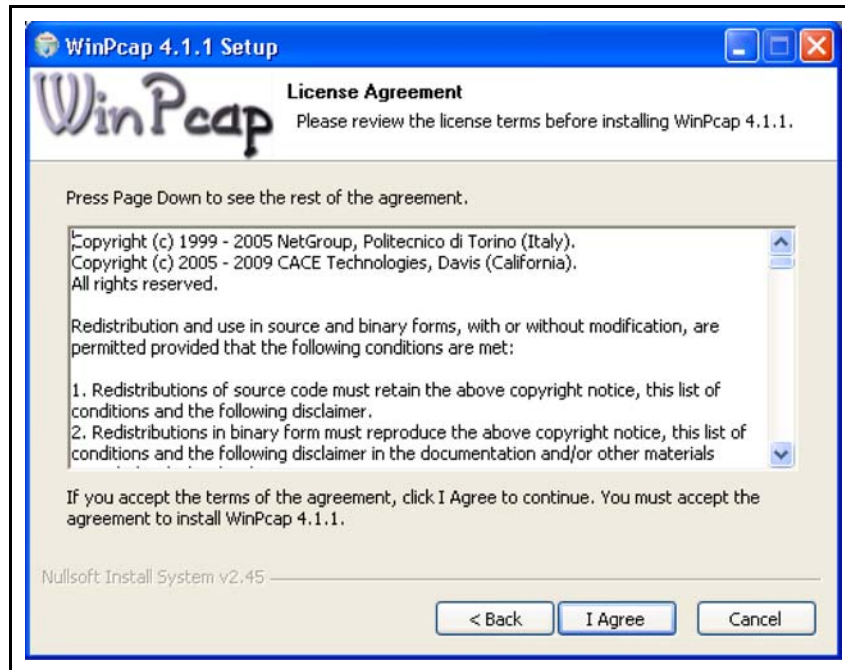 WinPcap 4.1.1 Setup
WinPcap
License Agreement
Please review the license terms before installing WinPcap 4.1.1.
Press Page Down to see the rest of the agreement.
Copyright (c) 1999 - 2005 NetGroup, Politecnico di Torino (Italy).
Copyright (c) 2005 - 2009 CACE Technologies, Davis (California).
All rights reserved.
Redistribution and use in source and binary forms, with or without modification, are
permitted provided that the following conditions are met:
1. Redistributions of source code must retain the above copyright notice, this list of
conditions and the following disclaimer.
2. Redistributions in binary form must reproduce the above copyright notice, this list of
conditions and the following disclaimer in the documentation and/or other materials
If you accept the terms of the agreement, click I Agree to continue. You must accept the
agreement to install WinPcap 4.1.1.
Nullsoft Install System v2.45
< Back
I Agree
Cancel